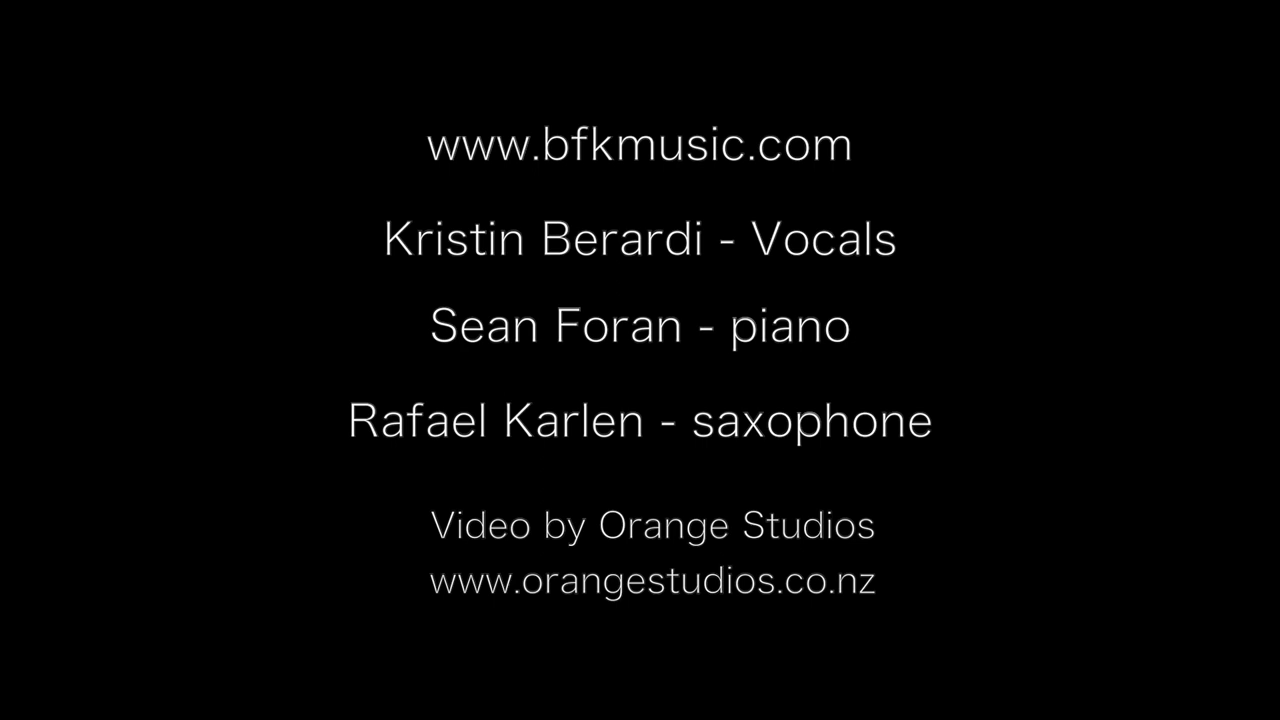 www.bfkmusic.com
Kristin Berardi - Vocals
Sean Foran - piano
Rafael Karlen - saxophone
Video by Orange Studios
www.orangestudios.co.nz